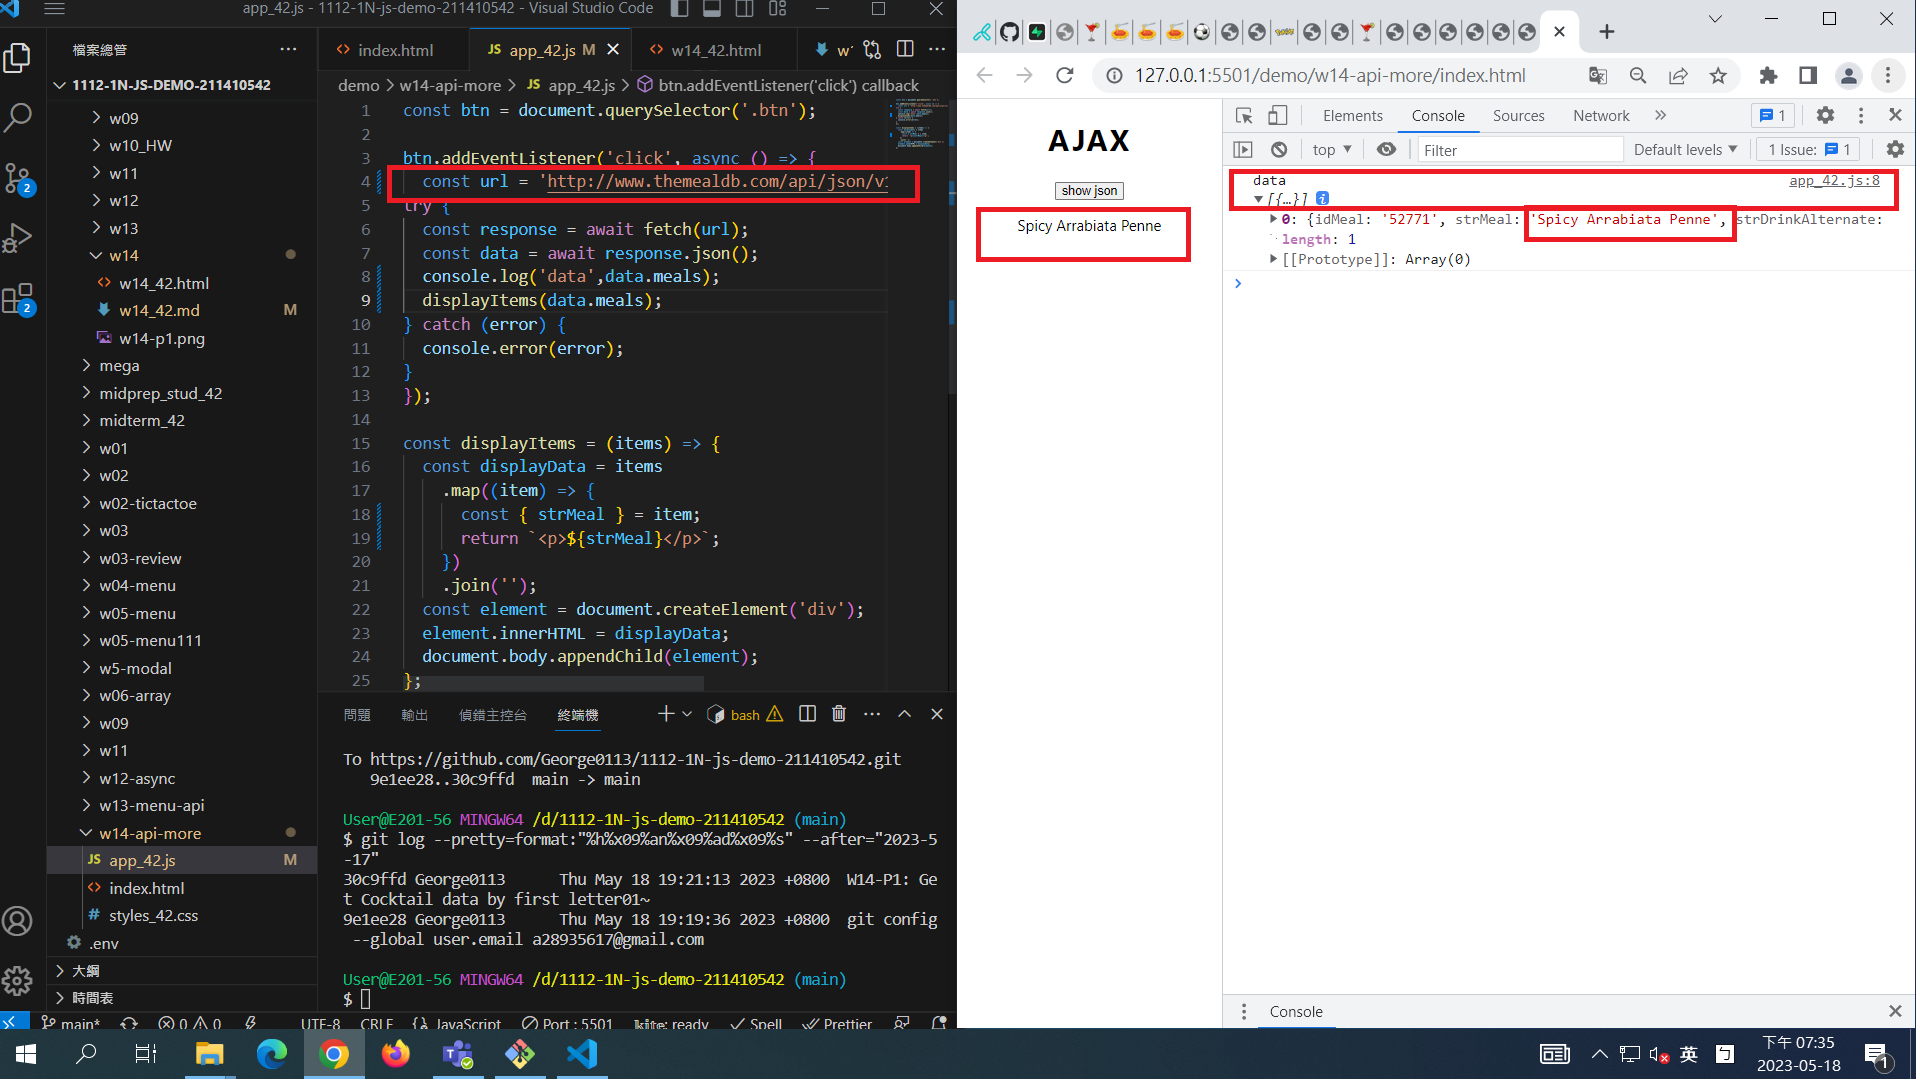 app_42.js - 1112-1N-js-demo-211410542 - Visual Studio Code
檔案總管
1112-1N-JS-DEMO-211410542
w09
w10_HW
w11
w12
w13
w14
w14_42.html
w14_42.md M
w14-p1.png
mega
midprep_stud_42
midterm_42
w01
w02
w02-tictactoe
w03
w03-review
w04-menu
w05-menu
w05-menu111
w5-modal
w06-array
w09
w11
w12-async
w13-menu-api
w14-api-more
JS app_42.js M
index.html
# styles_42.css
.env
大綱
時間表
2
2
index.html
JS app_42.js M
w14_42.html
demo > w14-api-more > JS app_42.js > btn.addEventListener('click') callback
1 const btn = document.querySelector('.btn');
2
3 btn.addEventListener('click', async () => {
4 const url = 'http://www.themealdb.com/api/json/v1
5 try {
6 const response = await fetch(url);
7 const data = await response.json();
8 console.log('data',data.meals);
9 displayItems(data.meals);
10 } catch (error) {
11 console.error(error);
12 }
13 });
14
15 const displayItems = (items) => {
16 const displayData = items
17 .map((item) => {
18 const { strMeal } = item;
19 return `<p>${strMeal}</p>`;
20 })
21 .join('');
22 const element = document.createElement('div');
23 element.innerHTML = displayData;
24 document.body.appendChild(element);
25 };
問題 輸出 偵錯主控台 終端機
bash
To https://github.com/George0113/1112-1N-js-demo-211410542.git
9e1ee28..30c9ffd main -> main
User@E201-56 MINGW64 /d/1112-1N-js-demo-211410542 (main)
$ git log --pretty=format:"%h%x09%an%x09%ad%x09%s" --after="2023-5
-17"
30c9ffd George0113 Thu May 18 19:21:13 2023 +0800 W14-P1: Ge
t Cocktail data by first letter01~
9e1ee28 George0113 Thu May 18 19:19:36 2023 +0800 git config
--global user.email a28935617@gmail.com
User@E201-56 MINGW64 /d/1112-1N-js-demo-211410542 (main)
$
main* 0 0 UTF-8 CRLF {} JavaScript Port : 5501 kite: ready Spell Prettier
127.0.0.1:5501/demo/w14-api-more/index.html
AJAX
show json
Spicy Arrabiata Penne
Elements Console Sources Network » 1
top Filter Default levels 1 Issue: 1
data app_42.js:8
[{…}]
0: {idMeal: '52771', strMeal: 'Spicy Arrabiata Penne', strDrinkAlternate:
length: 1
[[Prototype]]: Array(0)
Console
英
下午 07:35
2023-05-18
1